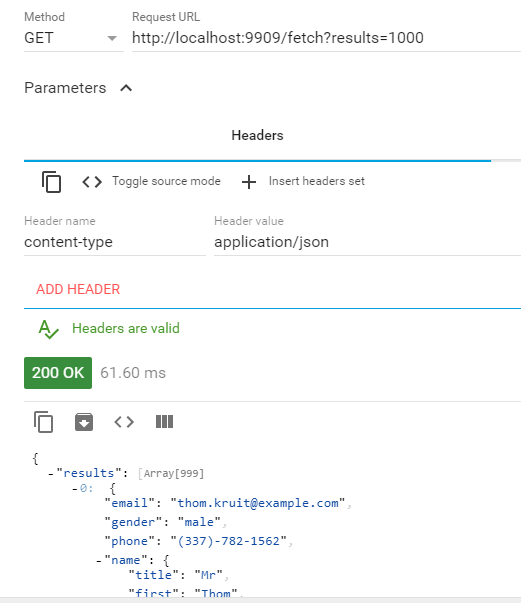 Method Request URL
GET http://localhost:9909/fetch?results=1000
Parameters
Headers
Toggle source mode Insert headers set
Header name Header value
content-type application/json
ADD HEADER
Headers are valid
200 OK 61.60 ms
{
-"results": [Array[999]
-0: {
"email": "thom.kruit@example.com",
"gender": "male",
"phone": "(337)-782-1562",
-"name": {
"title": "Mr",
"first": "Thom",